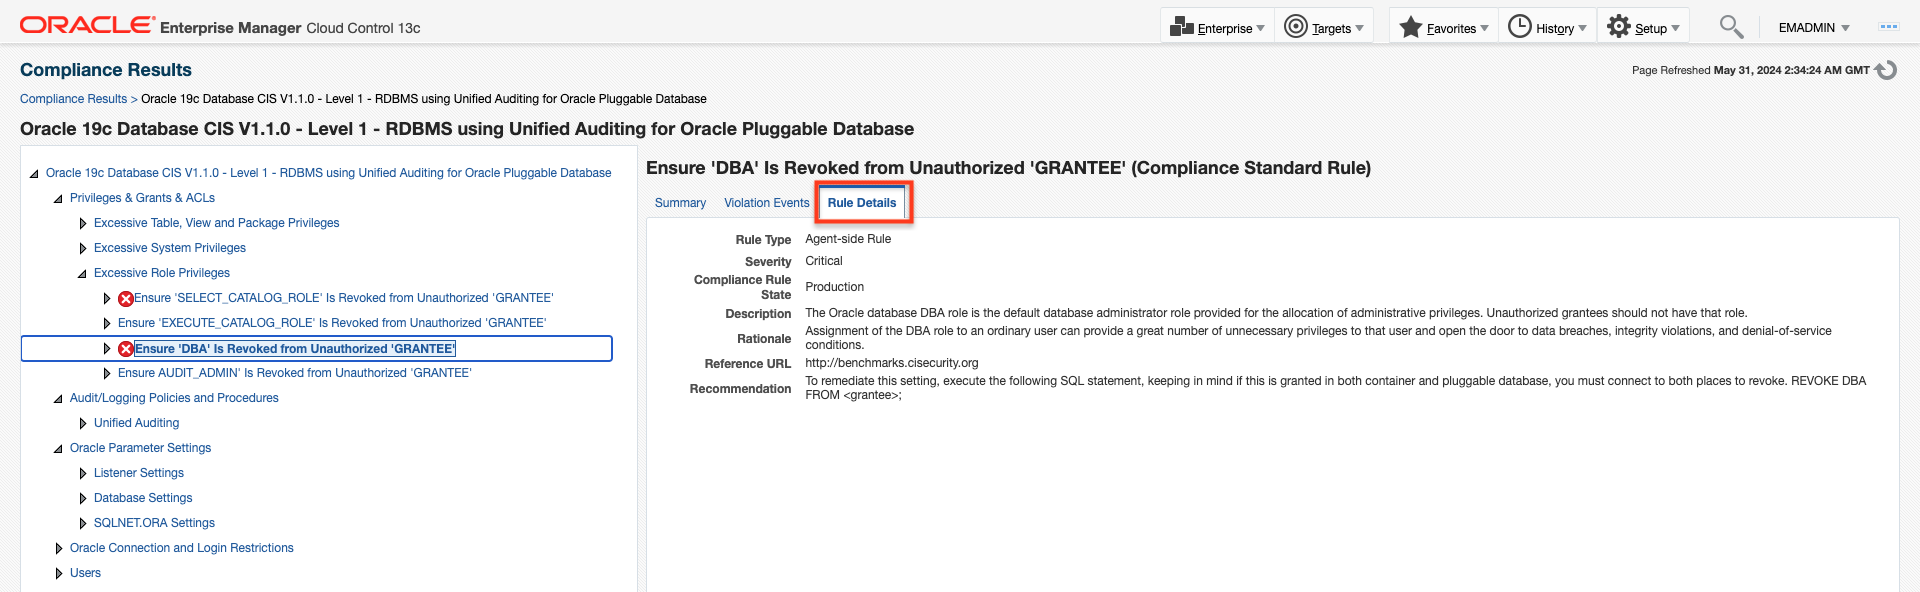 ORACLE Enterprise Manager Cloud Control 13c
Enterprise Targets Favorites History Setup EMADMIN
Compliance Results
Page Refreshed May 31, 2024 2:34:24 AM GMT
Compliance Results > Oracle 19c Database CIS V1.1.0 - Level 1 - RDBMS using Unified Auditing for Oracle Pluggable Database
Oracle 19c Database CIS V1.1.0 - Level 1 - RDBMS using Unified Auditing for Oracle Pluggable Database
Oracle 19c Database CIS V1.1.0 - Level 1 - RDBMS using Unified Auditing for Oracle Pluggable Database
Privileges & Grants & ACLs
Excessive Table, View and Package Privileges
Excessive System Privileges
Excessive Role Privileges
Ensure 'SELECT_CATALOG_ROLE' Is Revoked from Unauthorized 'GRANTEE'
Ensure 'EXECUTE_CATALOG_ROLE' Is Revoked from Unauthorized 'GRANTEE'
Ensure 'DBA' Is Revoked from Unauthorized 'GRANTEE'
Ensure AUDIT_ADMIN' Is Revoked from Unauthorized 'GRANTEE'
Audit/Logging Policies and Procedures
Unified Auditing
Oracle Parameter Settings
Listener Settings
Database Settings
SQLNET.ORA Settings
Oracle Connection and Login Restrictions
Users
Ensure 'DBA' Is Revoked from Unauthorized 'GRANTEE' (Compliance Standard Rule)
Summary Violation Events Rule Details
Rule Type Agent-side Rule
Severity Critical
Compliance Rule
State Production
Description The Oracle database DBA role is the default database administrator role provided for the allocation of administrative privileges. Unauthorized grantees should not have that role.
Rationale Assignment of the DBA role to an ordinary user can provide a great number of unnecessary privileges to that user and open the door to data breaches, integrity violations, and denial-of-service
conditions.
Reference URL http://benchmarks.cisecurity.org
Recommendation To remediate this setting, execute the following SQL statement, keeping in mind if this is granted in both container and pluggable database, you must connect to both places to revoke. REVOKE DBA
FROM <grantee>;